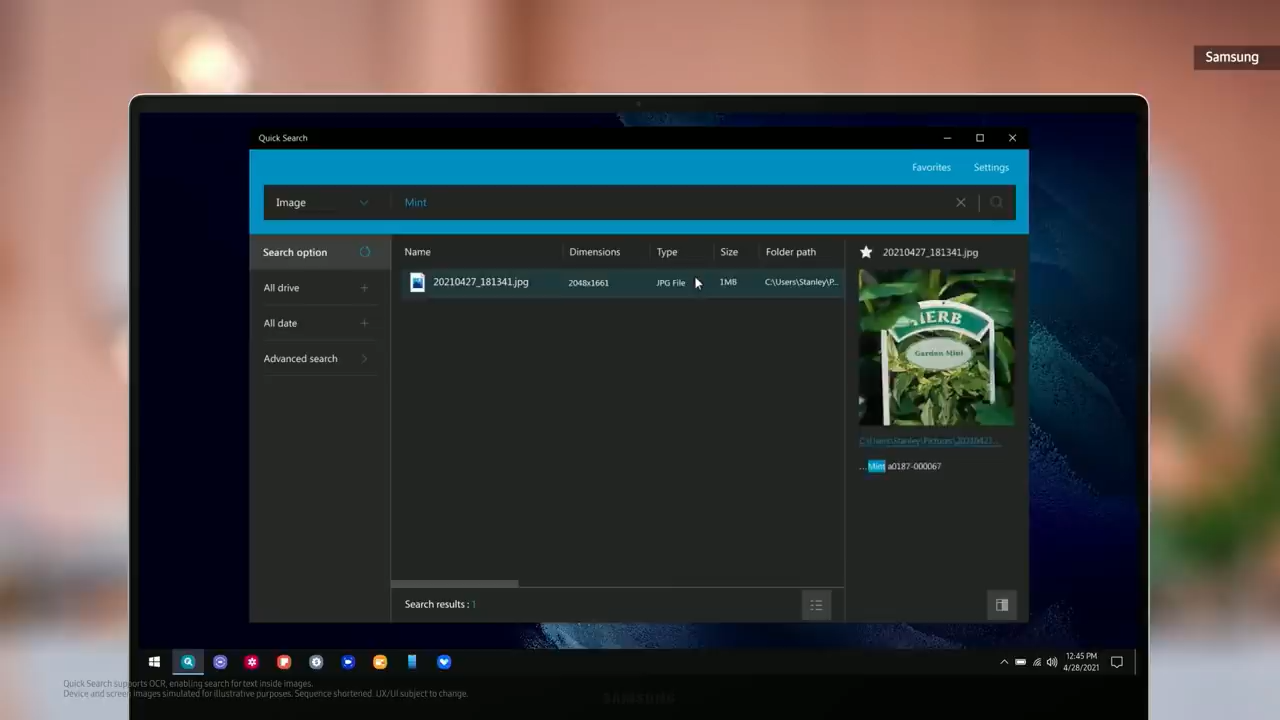 Samsung
Quick Search
Favorites Settings
Image Mint
Search option
All drive
All date
Advanced search
Name Dimensions Type Size Folder path
20210427_181341.jpg 2048x1661 JPG File 1MB C:\Users\Stanley\P...
Search results : 1
20210427_181341.jpg
HERB
Garden Mint
...Mint a0187-000067
12:45 PM
4/28/2021
Quick Search supports OCR, enabling search for text inside images.
Device and screen images simulated for illustrative purposes. Sequence shortened. UX/UI subject to change.
SAMSUNG